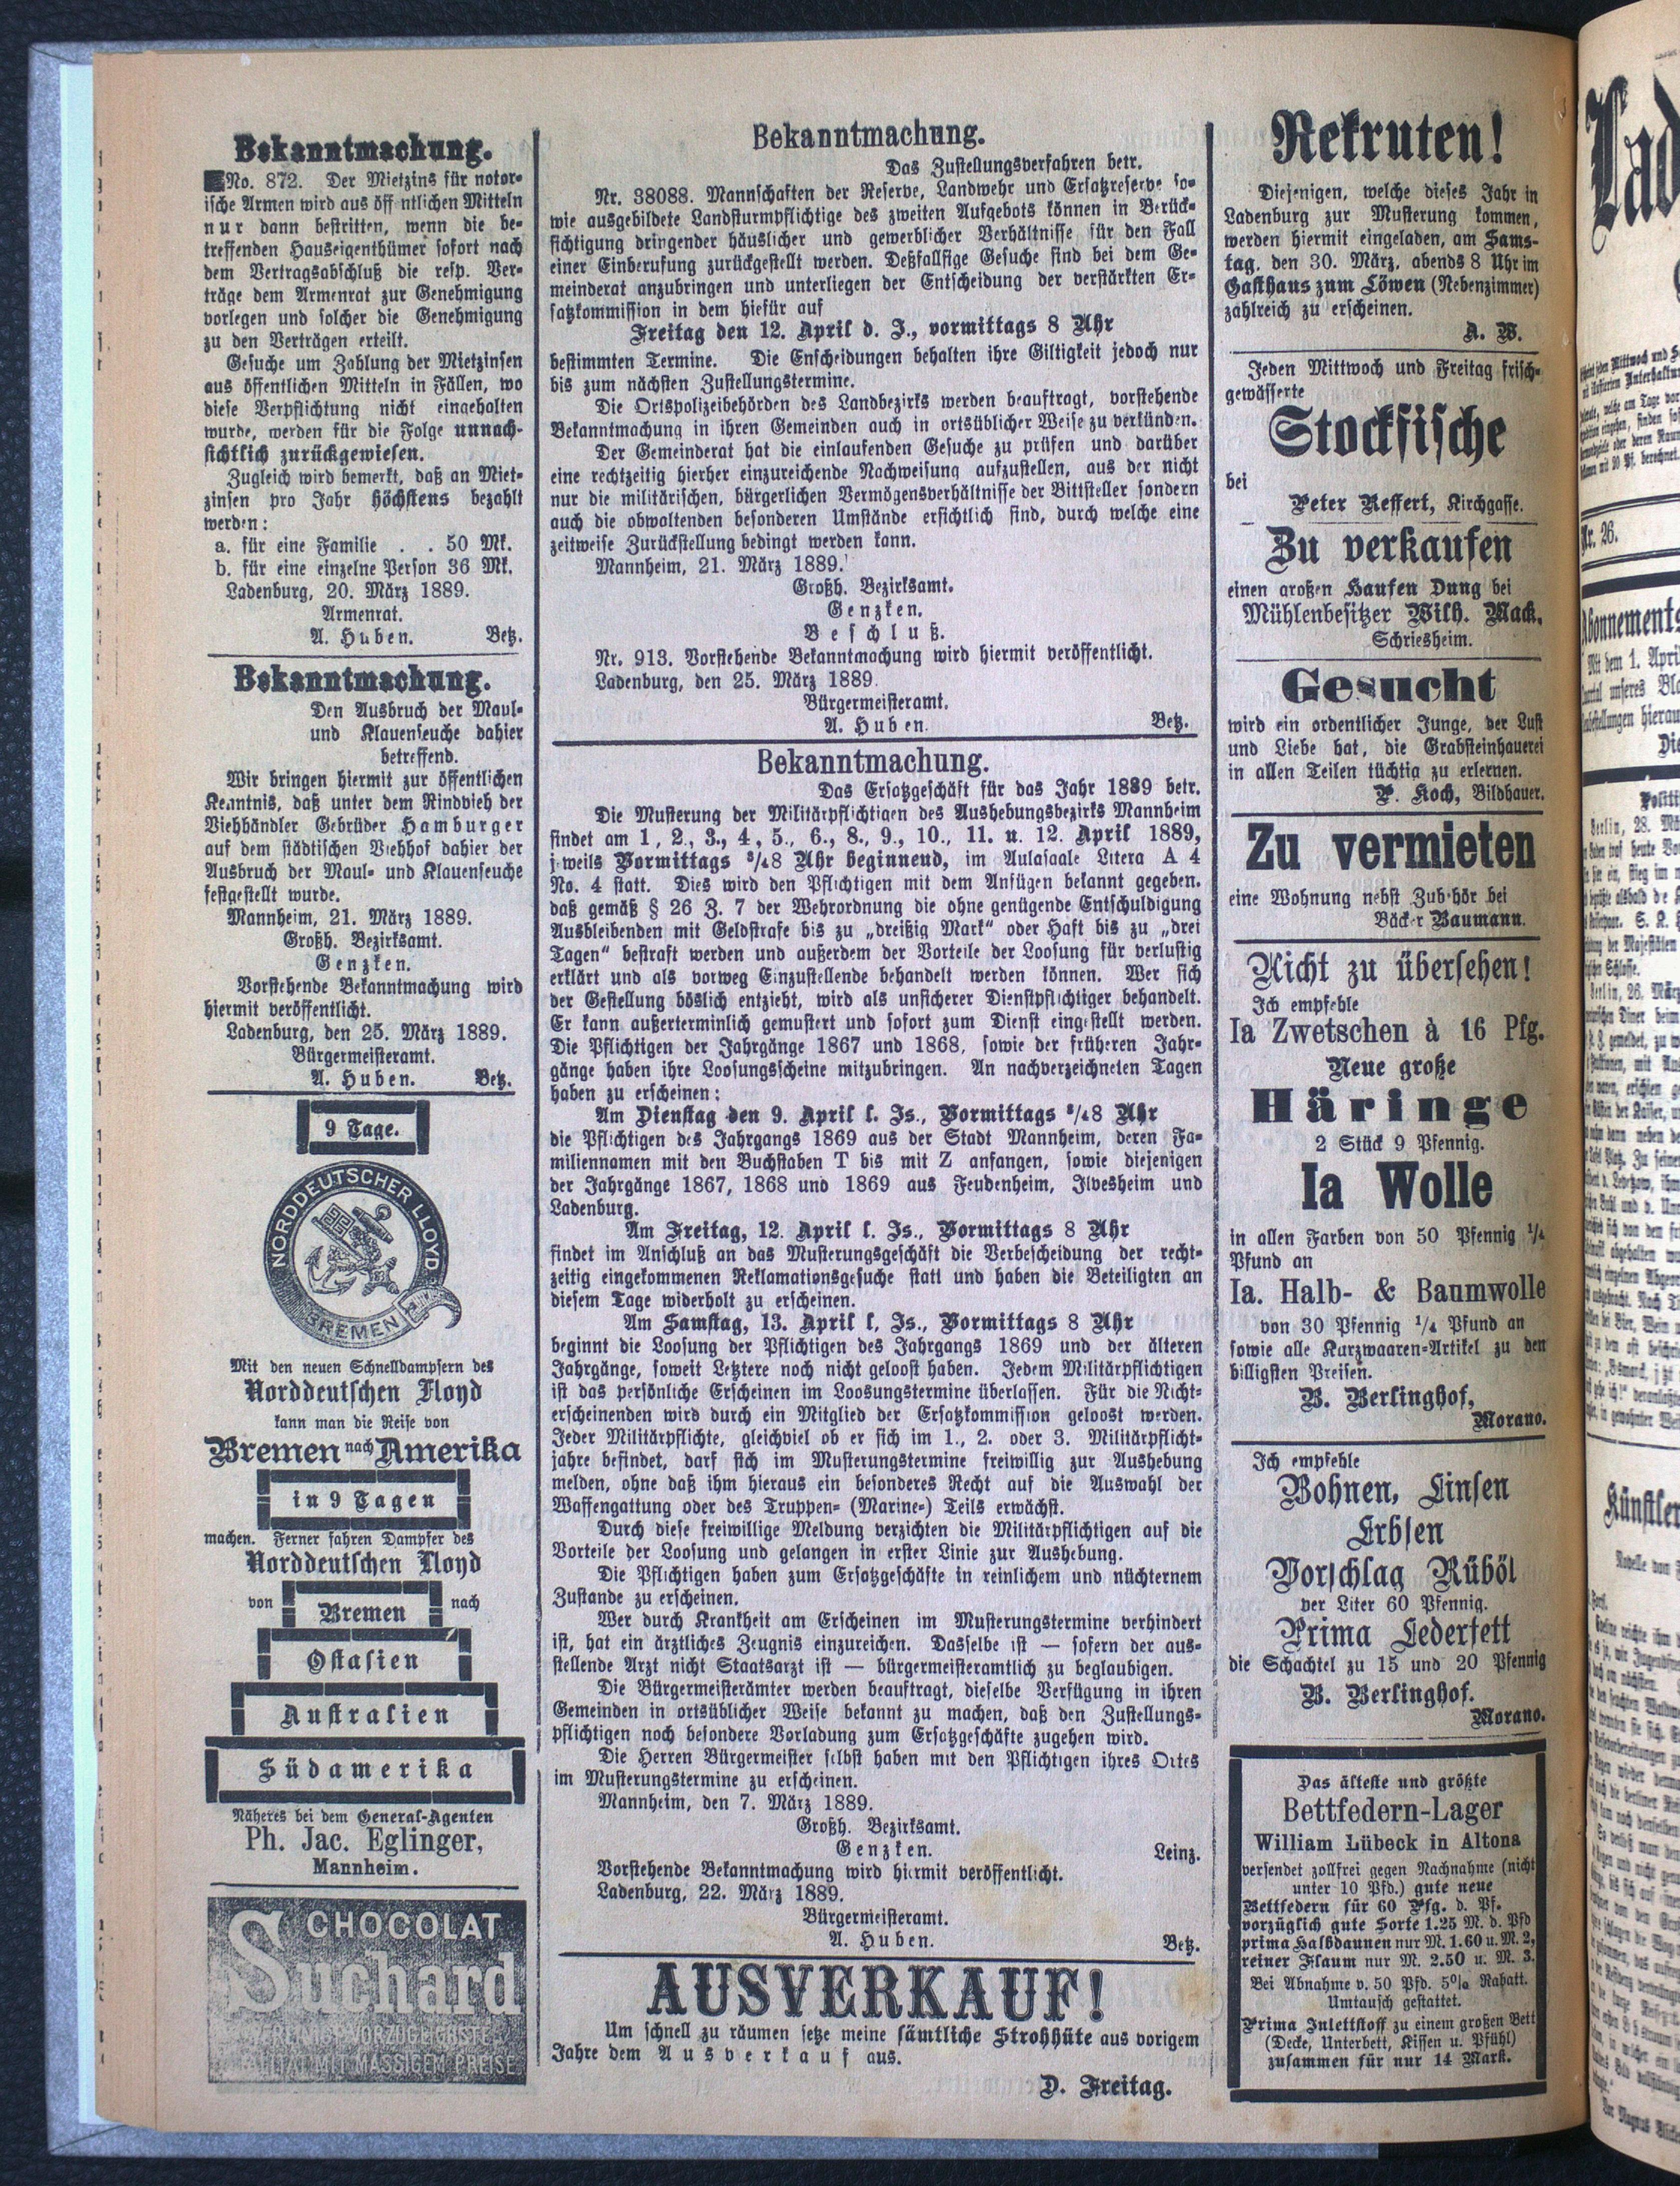 Bekanntmachung.
No. 872. Der Mietzins für notor-
ische Armen wird aus öff ntlichen Mitteln
nur dann bestritten, wenn die be-
treffenden Hauseigenthümer sofort nach
dem Vertragsabschluß die resp. Ver-
träge dem Armenrat zur Genehmigung
vorlegen und solcher die Genehmigung
zu den Verträgen erteilt.
Gesuche um Zahlung der Mietzinsen
aus öffentlichen Mitteln in Fällen, wo
diese Verpflichtung nicht eingehalten
wurde, werden für die Folge unnach-
sichtlich zurückgewiesen.
Zugleich wird bemerkt, daß an Miet-
zinsen pro Jahr höchstens bezahlt
werden:
a. für eine Familie . . 50 Mk.
b. für eine einzelne Person 36 Mk.
Ladenburg, 20. März 1889.
Armenrat.
A. Huben. Betz.
Bekanntmachung.
Den Ausbruch der Maul-
und Klauenseuche dahier
betreffend.
Wir bringen hiermit zur öffentlichen
Kenntnis, daß unter dem Rindvieh der
Viehhändler Gebrüder Hamburger
auf dem städtischen Viehhof dahier der
Ausbruch der Maul- und Klauenseuche
festgestellt wurde.
Mannheim, 21. März 1889.
Großh. Bezirksamt.
Genzken.
Vorstehende Bekanntmachung wird
hiermit veröffentlicht.
Ladenburg, den 25. März 1889.
Bürgermeisteramt.
A. Huben. Betz.
9 Tage.
NORDDEUTSCHER LLOYD
BREMEN
Mit den neuen Schnelldampfern des
Norddeutschen Lloyd
kann man die Reise von
Bremen nach Amerika
in 9 Tagen
machen. Ferner fahren Dampfer des
Norddeutschen Lloyd
von Bremen nach
Ostasien
Australien
Südamerika
Näheres bei dem General-Agenten
Ph. Jac. Eglinger,
Mannheim.
CHOCOLAT
Suchard
VEREINIGT VORZÜGLICHSTE
QUALITÄT MIT MÄSSIGEM PREISE
Bekanntmachung.
Das Zustellungsverfahren betr.
Nr. 38088. Mannschaften der Reserve, Landwehr und Ersatzreserve so-
wie ausgebildete Landsturmpflichtige des zweiten Aufgebots können in Berück-
sichtigung dringender häuslicher und gewerblicher Verhältnisse für den Fall
einer Einberufung zurückgestellt werden. Deßfallsige Gesuche sind bei dem Ge-
meinderat anzubringen und unterliegen der Entscheidung der verstärkten Er-
satzkommission in dem hiefür auf
Freitag den 12. April d. J., vormittags 8 Uhr
bestimmten Termine. Die Enscheidungen behalten ihre Giltigkeit jedoch nur
bis zum nächsten Zustellungstermine.
Die Ortspolizeibehörden des Landbezirks werden beauftragt, vorstehende
Bekanntmachung in ihren Gemeinden auch in ortsüblicher Weise zu verkünden.
Der Gemeinderat hat die einlaufenden Gesuche zu prüfen und darüber
eine rechtzeitig hierher einzureichende Nachweisung aufzustellen, aus der nicht
nur die militärischen, bürgerlichen Vermögensverhältnisse der Bittsteller sondern
auch die obwaltenden besonderen Umstände ersichtlich sind, durch welche eine
zeitweise Zurückstellung bedingt werden kann.
Mannheim, 21. März 1889.
Großh. Bezirksamt.
Genzken.
Beschluß.
Nr. 913. Vorstehende Bekanntmachung wird hiermit veröffentlicht.
Ladenburg, den 25. März 1889.
Bürgermeisteramt.
A. Huben. Betz.
Bekanntmachung.
Das Ersatzgeschäft für das Jahr 1889 betr.
Die Musterung der Militärpflichtigen des Aushebungsbezirks Mannheim
findet am 1, 2., 3., 4, 5., 6., 8., 9., 10., 11. u. 12. April 1889,
jeweils Vormittags ³/₄8 Uhr beginnend, im Aulasaale Litera A 4
No. 4 statt. Dies wird den Pflichtigen mit dem Anfügen bekannt gegeben.
daß gemäß § 26 Z. 7 der Wehrordnung die ohne genügende Entschuldigung
Ausbleibenden mit Geldstrafe bis zu „dreißig Mark“ oder Haft bis zu „drei
Tagen“ bestraft werden und außerdem der Vorteile der Loosung für verlustig
erklärt und als vorweg Einzustellende behandelt werden können. Wer sich
der Gestellung böslich entzieht, wird als unsicherer Dienstpflichtiger behandelt.
Er kann außerterminlich gemustert und sofort zum Dienst eingestellt werden.
Die Pflichtigen der Jahrgänge 1867 und 1868, sowie der früheren Jahr-
gänge haben ihre Loosungsscheine mitzubringen. An nachverzeichneten Tagen
haben zu erscheinen:
Am Dienstag den 9. April l. Js., Vormittags ³/₄8 Uhr
die Pflichtigen des Jahrgangs 1869 aus der Stadt Mannheim, deren Fa-
miliennamen mit den Buchstaben T bis mit Z anfangen, sowie diejenigen
der Jahrgänge 1867, 1868 und 1869 aus Feudenheim, Ilvesheim und
Ladenburg.
Am Freitag, 12. April l. Js., Vormittags 8 Uhr
findet im Anschluß an das Musterungsgeschäft die Verbescheidung der recht-
zeitig eingekommenen Reklamationsgesuche statt und haben die Beteiligten an
diesem Tage widerholt zu erscheinen.
Am Samstag, 13. April l, Js., Vormittags 8 Uhr
beginnt die Loosung der Pflichtigen des Jahrgangs 1869 und der älteren
Jahrgänge, soweit Letztere noch nicht geloost haben. Jedem Militärpflichtigen
ist das persönliche Erscheinen im Loosungstermine überlassen. Für die Nicht-
erscheinenden wird durch ein Mitglied der Ersatzkommission geloost werden.
Jeder Militärpflichte, gleichviel ob er sich im 1., 2. oder 3. Militärpflicht-
jahre befindet, darf sich im Musterungstermine freiwillig zur Aushebung
melden, ohne daß ihm hieraus ein besonderes Recht auf die Auswahl der
Waffengattung oder des Truppen- (Marine-) Teils erwächst.
Durch diese freiwillige Meldung verzichten die Militärpflichtigen auf die
Vorteile der Loosung und gelangen in erster Linie zur Aushebung.
Die Pflichtigen haben zum Ersatzgeschäfte in reinlichem und nüchternem
Zustande zu erscheinen.
Wer durch Krankheit am Erscheinen im Musterungstermine verhindert
ist, hat ein ärztliches Zeugnis einzureichen. Dasselbe ist — sofern der aus-
stellende Arzt nicht Staatsarzt ist — bürgermeisteramtlich zu beglaubigen.
Die Bürgermeisterämter werden beauftragt, dieselbe Verfügung in ihren
Gemeinden in ortsüblicher Weise bekannt zu machen, daß den Zustellungs-
pflichtigen noch besondere Vorladung zum Ersatzgeschäfte zugehen wird.
Die Herren Bürgermeister selbst haben mit den Pflichtigen ihres Ortes
im Musterungstermine zu erscheinen.
Mannheim, den 7. März 1889.
Großh. Bezirksamt.
Genzken. Leinz.
Vorstehende Bekanntmachung wird hiermit veröffentlicht.
Ladenburg, 22. März 1889.
Bürgermeisteramt.
A. Huben. Betz.
AUSVERKAUF!
Um schnell zu räumen setze meine sämtliche Strohhüte aus vorigem
Jahre dem Ausverkauf aus.
D. Freitag.
Rekruten!
Diejenigen, welche dieses Jahr in
Ladenburg zur Musterung kommen,
werden hiermit eingeladen, am Sams-
tag, den 30. März, abends 8 Uhr im
Gasthaus zum Löwen (Nebenzimmer)
zahlreich zu erscheinen.
A. W.
Jeden Mittwoch und Freitag frisch-
gewässerte
Stockfische
bei
Peter Reffert, Kirchgasse.
Zu verkaufen
einen großen Haufen Dung bei
Mühlenbesitzer Wilh. Mack,
Schriesheim.
Gesucht
wird ein ordentlicher Junge, der Lust
und Liebe hat, die Grabsteinhauerei
in allen Teilen tüchtig zu erlernen.
P. Koch, Bildhauer.
Zu vermieten
eine Wohnung nebst Zubehör bei
Bäcker Baumann.
Nicht zu übersehen!
Ich empfehle
Ia Zwetschen à 16 Pfg.
Neue große
Häringe
2 Stück 9 Pfennig.
Ia Wolle
in allen Farben von 50 Pfennig ¹/₄
Pfund an
Ia. Halb- & Baumwolle
von 30 Pfennig ¹/₄ Pfund an
sowie alle Kurzwaaren-Artikel zu den
billigsten Preisen.
B. Berlinghof,
Morano.
Ich empfehle
Bohnen, Linsen
Erbsen
Vorschlag Rüböl
per Liter 60 Pfennig.
Prima Lederfett
die Schachtel zu 15 und 20 Pfennig
B. Berlinghof.
Morano.
Das älteste und größte
Bettfedern-Lager
William Lübeck in Altona
versendet zollfrei gegen Nachnahme (nicht
unter 10 Pfd.) gute neue
Bettfedern für 60 Pfg. d. Pf.
vorzüglich gute Sorte 1.25 M. d. Pfd
prima Halbdaunen nur M. 1.60 u. M. 2,
reiner Flaum nur M. 2.50 u. M. 3.
Bei Abnahme v. 50 Pfd. 5% Rabatt.
Umtausch gestattet.
Prima Inlettstoff zu einem großen Bett
(Decke, Unterbett, Kissen u. Pfühl)
zusammen für nur 14 Mark.
Lad
Nr. 26.
Abonnements
Mit dem 1. April
unseres
hierau
Die
Politi
Berlin, 28. Mä
Berlin, 26. März
Künstler
Novelle von